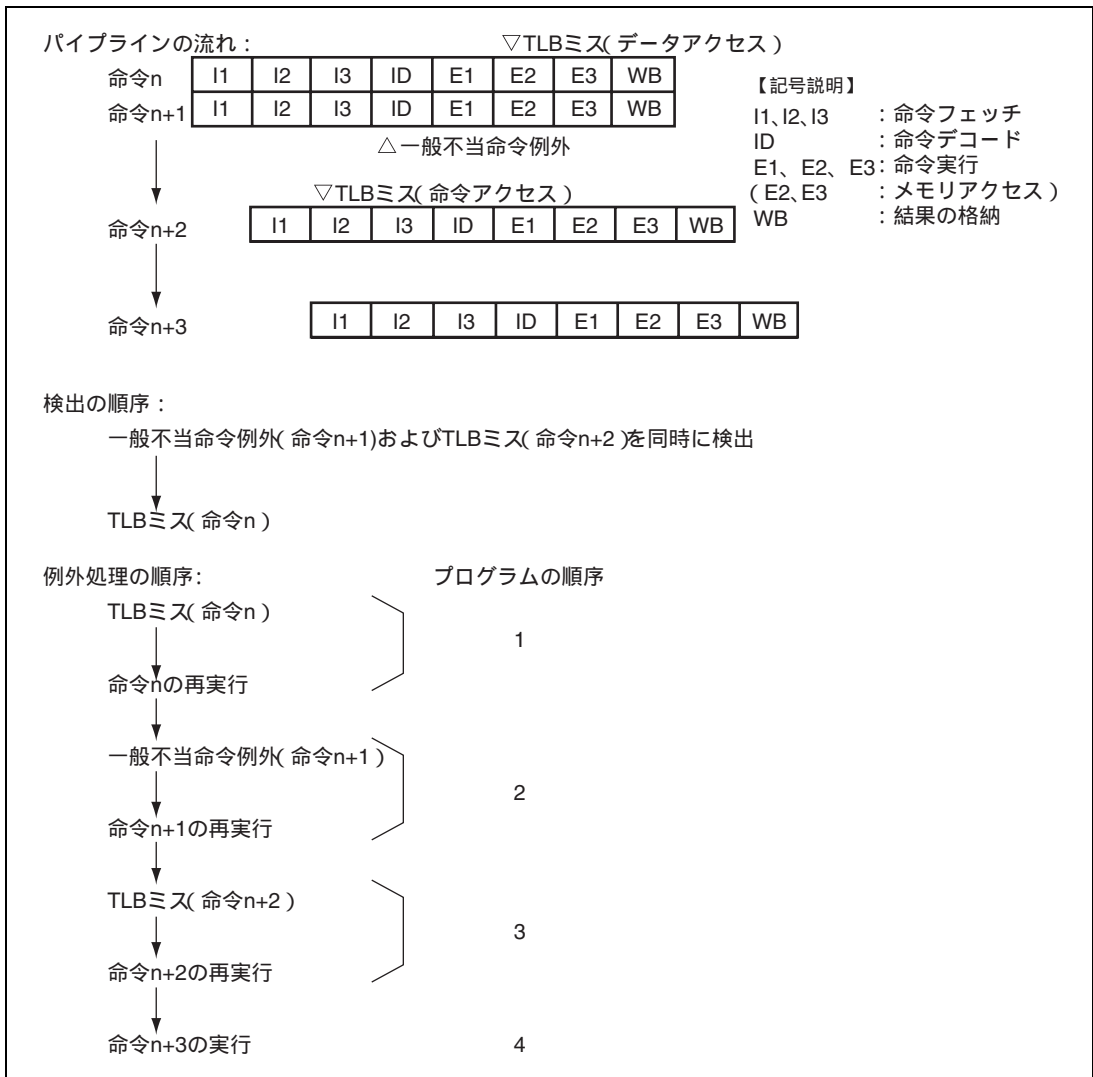 パイプラインの流れ： ▽TLBミス(データアクセス)
命令n I1 I2 I3 ID E1 E2 E3 WB
命令n+1 I1 I2 I3 ID E1 E2 E3 WB
△一般不当命令例外
▽TLBミス(命令アクセス)
命令n+2 I1 I2 I3 ID E1 E2 E3 WB
命令n+3 I1 I2 I3 ID E1 E2 E3 WB
【記号説明】
I1、I2、I3 ：命令フェッチ
ID ：命令デコード
E1、E2、E3：命令実行
(E2、E3 ：メモリアクセス)
WB ：結果の格納
検出の順序：
一般不当命令例外(命令n+1)およびTLBミス(命令n+2)を同時に検出
TLBミス(命令n)
例外処理の順序: プログラムの順序
TLBミス(命令n)
1
命令nの再実行
一般不当命令例外(命令n+1)
2
命令n+1の再実行
TLBミス(命令n+2)
3
命令n+2の再実行
命令n+3の実行 4